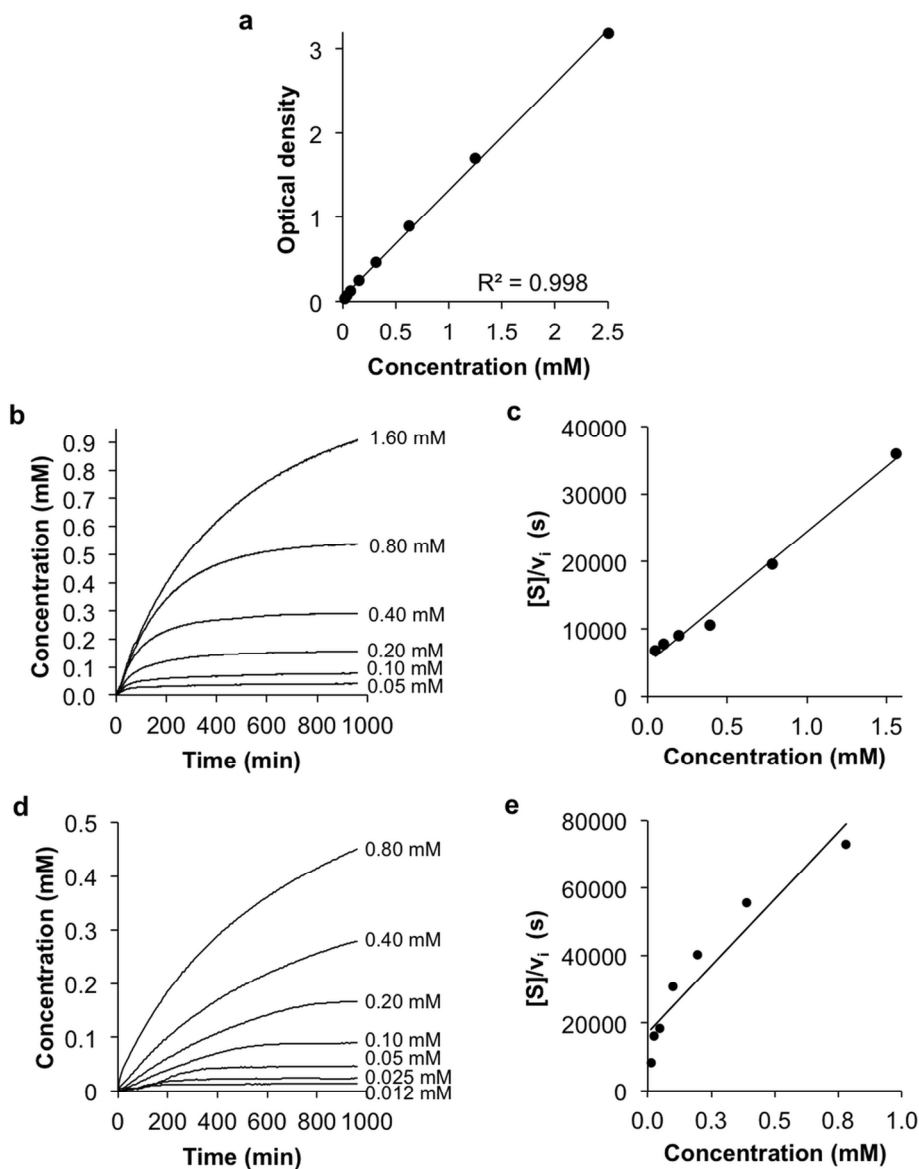 a
Optical density
3
2
1
0
R² = 0.998
0 0.5 1 1.5 2 2.5
Concentration (mM)
b
Concentration (mM)
0.9
0.8
0.7
0.6
0.5
0.4
0.3
0.2
0.1
0.0
1.60 mM
0.80 mM
0.40 mM
0.20 mM
0.10 mM
0.05 mM
0 200 400 600 800 1000
Time (min)
c
[S]/vᵢ (s)
40000
30000
20000
10000
0
0.0 0.5 1.0 1.5
Concentration (mM)
d
Concentration (mM)
0.5
0.4
0.3
0.2
0.1
0
0.80 mM
0.40 mM
0.20 mM
0.10 mM
0.05 mM
0.025 mM
0.012 mM
0 200 400 600 800 1000
Time (min)
e
[S]/vᵢ (s)
80000
60000
40000
20000
0
0.0 0.3 0.5 0.8 1.0
Concentration (mM)